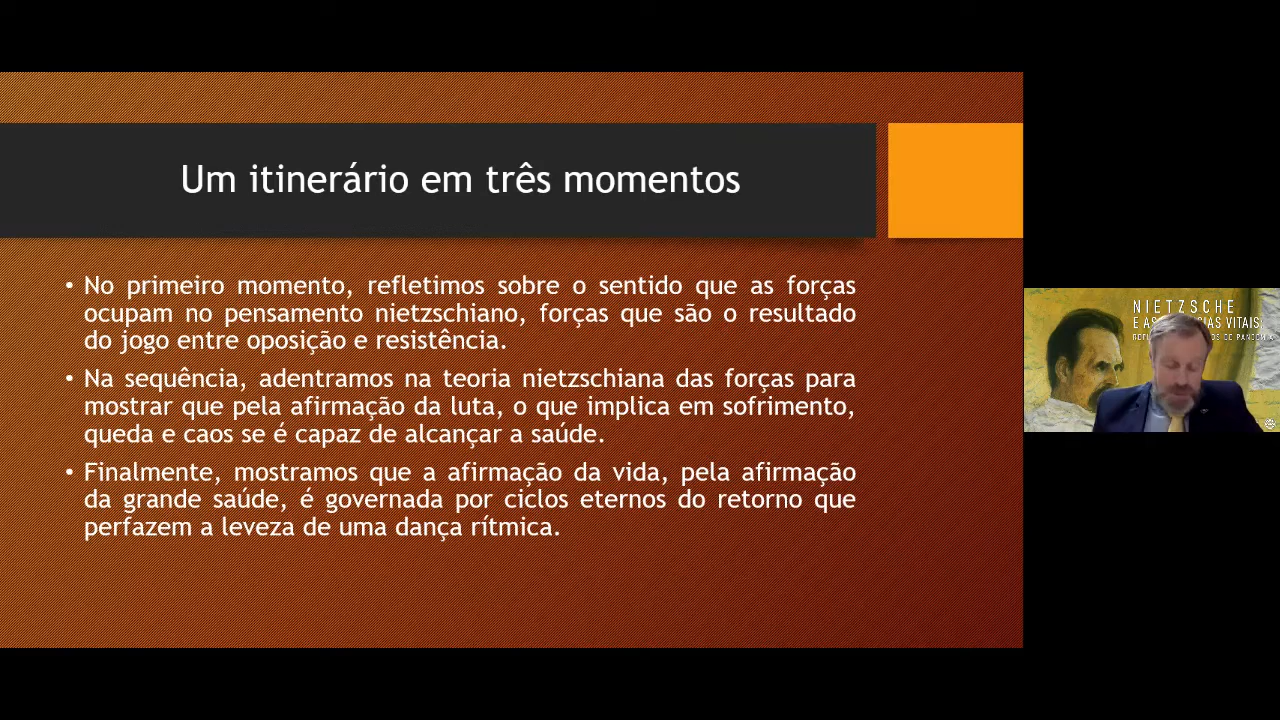 Um itinerário em três momentos
• No primeiro momento, refletimos sobre o sentido que as forças
ocupam no pensamento nietzschiano, forças que são o resultado
do jogo entre oposição e resistência.
• Na sequência, adentramos na teoria nietzschiana das forças para
mostrar que pela afirmação da luta, o que implica em sofrimento,
queda e caos se é capaz de alcançar a saúde.
• Finalmente, mostramos que a afirmação da vida, pela afirmação
da grande saúde, é governada por ciclos eternos do retorno que
perfazem a leveza de uma dança rítmica.
NIETZSCHE
E AS VITAIS:
DE PANDEMIA